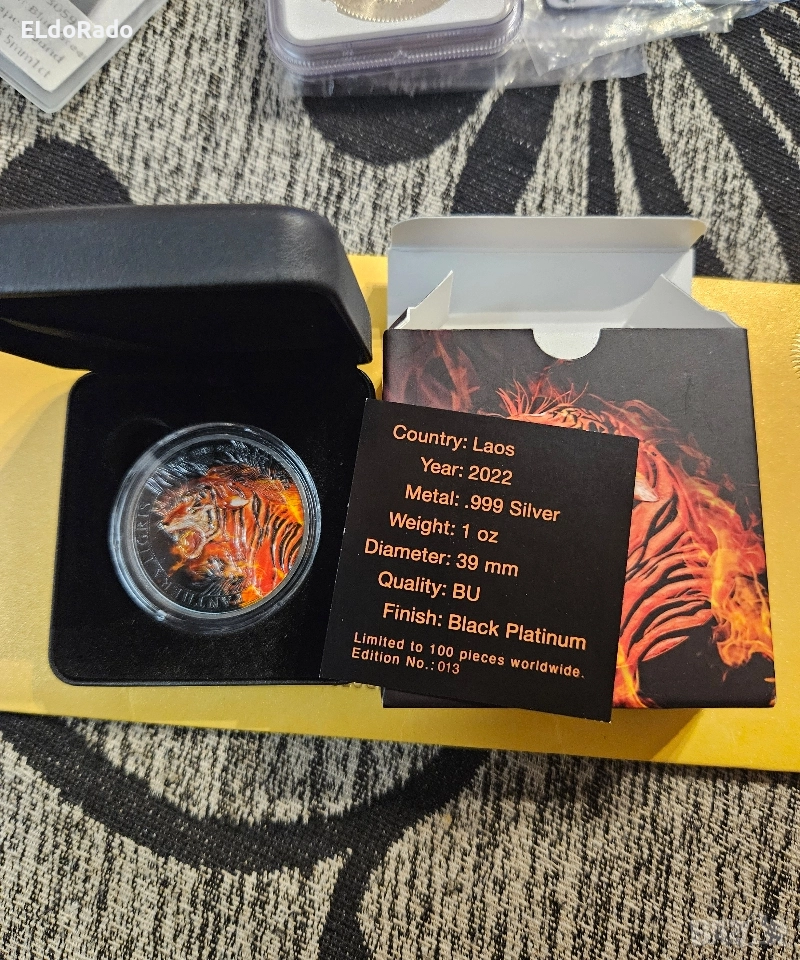 ELdoRado
Country: Laos
Year: 2022
Metal: .999 Silver
Weight: 1 oz
Diameter: 39 mm
Quality: BU
Finish: Black Platinum
Limited to 100 pieces worldwide.
Edition No.: 013
TIGRIS